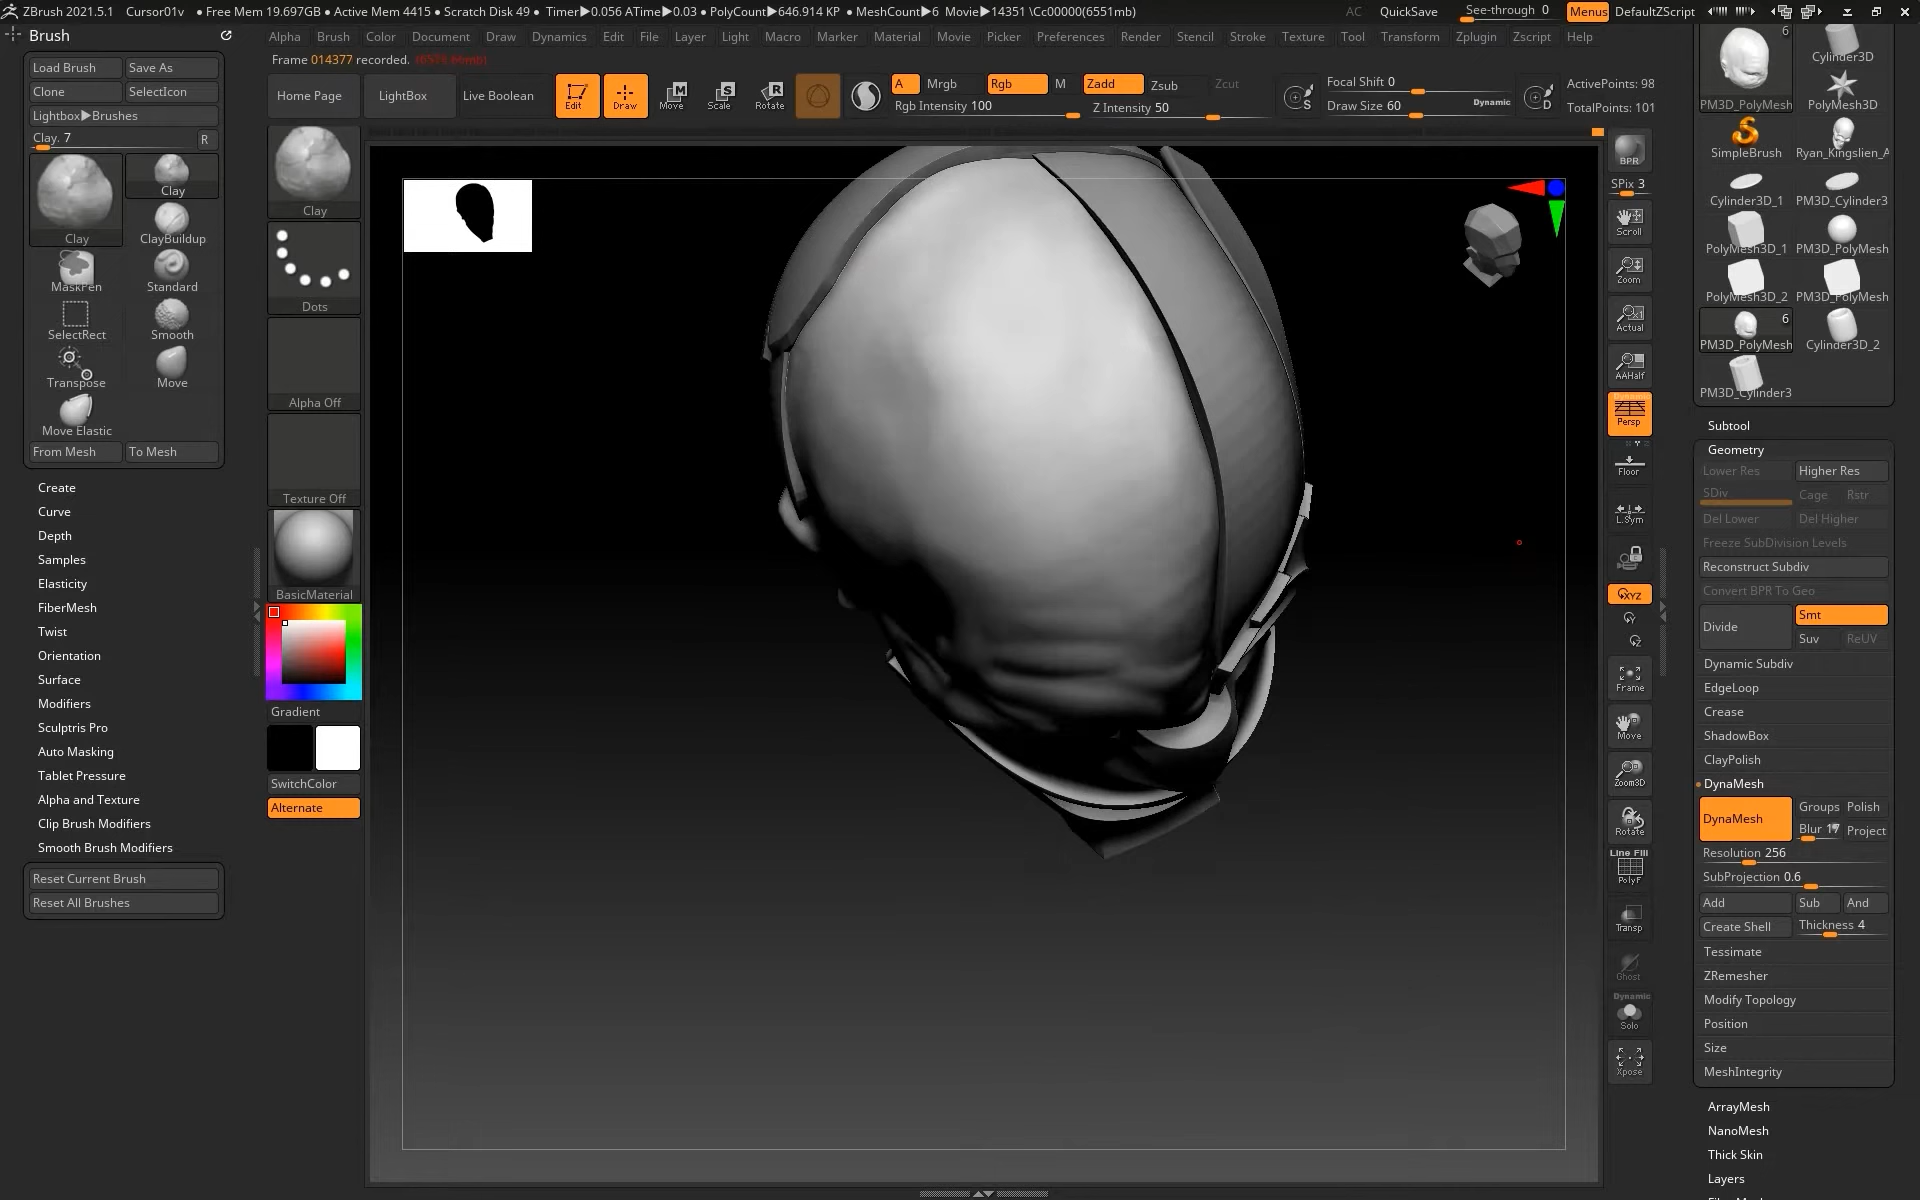 ZBrush 2021.5.1 Cursor01v • Free Mem 19.697GB • Active Mem 4415 • Scratch Disk 49 • Timer▶0.056 ATime▶0.03 • PolyCount▶646.914 KP • MeshCount▶6 Movie▶14351 \Cc00000(6551mb)
AC QuickSave See-through 0 Menus DefaultZScript
Brush
Alpha Brush Color Document Draw Dynamics Edit File Layer Light Macro Marker Material Movie Picker Preferences Render Stencil Stroke Texture Tool Transform Zplugin Zscript Help
Frame 014377 recorded.
Load Brush Save As
Clone SelectIcon
Lightbox▶Brushes
Clay. 7 R
Clay
Clay
ClayBuildup
MaskPen Standard
SelectRect Smooth
Transpose Move
Move Elastic
From Mesh To Mesh
Create
Curve
Depth
Samples
Elasticity
FiberMesh
Twist
Orientation
Surface
Modifiers
Sculptris Pro
Auto Masking
Tablet Pressure
Alpha and Texture
Clip Brush Modifiers
Smooth Brush Modifiers
Reset Current Brush
Reset All Brushes
Home Page LightBox Live Boolean Edit Draw Move Scale Rotate
M S R
A Mrgb Rgb M Zadd Zsub Zcut
Rgb Intensity 100 Z Intensity 50
S
Focal Shift 0
Draw Size 60 Dynamic
D
ActivePoints: 98
TotalPoints: 101
Clay
Dots
Alpha Off
Texture Off
BasicMaterial
Gradient
SwitchColor
Alternate
BPR
SPix 3
Scroll
Zoom
Actual
AAHalf
Dynamic
Persp
Floor
L.Sym
XYZ
Frame
Move
Zoom3D
Rotate
Line Fill
PolyF
Transp
Ghost
Dynamic
Solo
Xpose
6
PM3D_PolyMesh
Cylinder3D
PolyMesh3D
SimpleBrush Ryan_Kingslien_A
Cylinder3D_1 PM3D_Cylinder3
PolyMesh3D_1 PM3D_PolyMesh
PolyMesh3D_2 PM3D_PolyMesh
6
PM3D_PolyMesh Cylinder3D_2
PM3D_Cylinder3
Subtool
Geometry
Lower Res Higher Res
SDiv Cage Rstr
Del Lower Del Higher
Freeze SubDivision Levels
Reconstruct Subdiv
Convert BPR To Geo
Divide Smt
Suv ReUV
Dynamic Subdiv
EdgeLoop
Crease
ShadowBox
ClayPolish
DynaMesh
DynaMesh Groups Polish
Project
Resolution 256
SubProjection 0.6
Add Sub And
Create Shell Thickness 4
Tessimate
ZRemesher
Modify Topology
Position
Size
MeshIntegrity
ArrayMesh
NanoMesh
Thick Skin
Layers